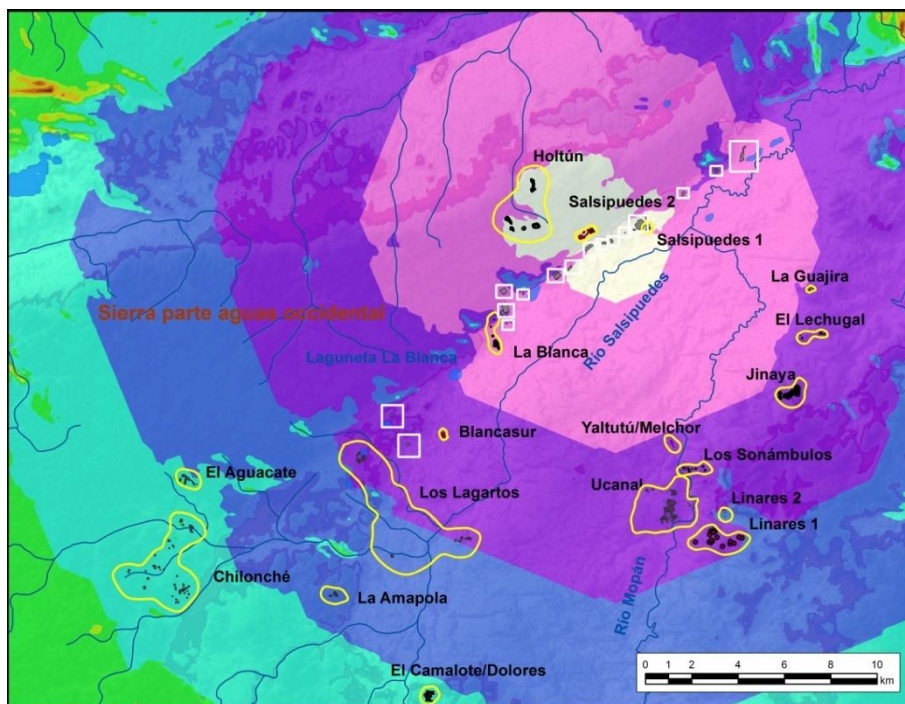 Holtún
Salsipuedes 2
Salsipuedes 1
La Guajira
Río Salsipuedes
Sierra parte aguas occidental
El Lechugal
La Blanca
Laguneta La Blanca
Jinaya
Yaltutú/Melchor
Blancasur
Los Sonámbulos
El Aguacate
Los Lagartos
Ucanal
Linares 2
Linares 1
Chilonché
La Amapola
Río Mopán
El Camalote/Dolores
0 1 2 4 6 8 10
km